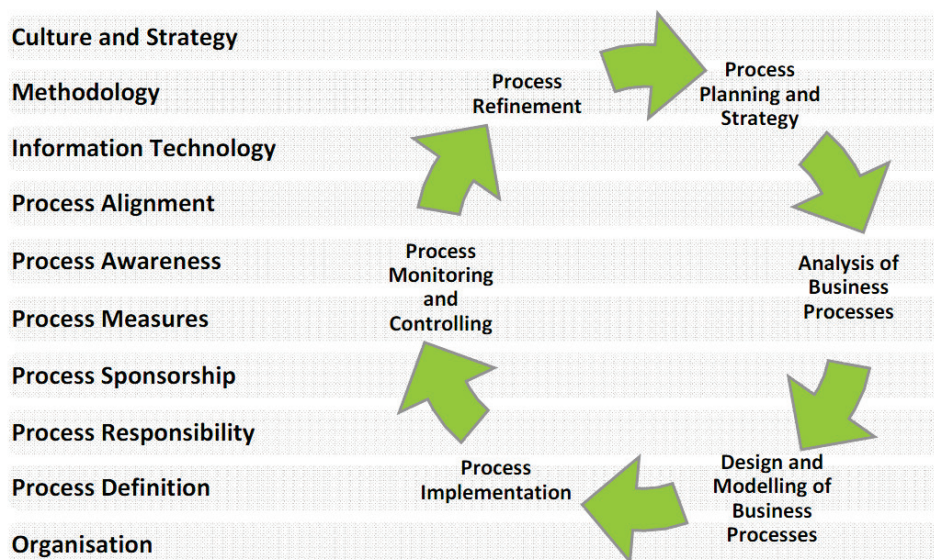 Culture and Strategy
Methodology
Information Technology
Process Alignment
Process Awareness
Process Measures
Process Sponsorship
Process Responsibility
Process Definition
Organisation
Process
Planning and
Strategy
Analysis of
Business
Processes
Design and
Modelling of
Business
Processes
Process
Implementation
Process
Monitoring
and
Controlling
Process
Refinement